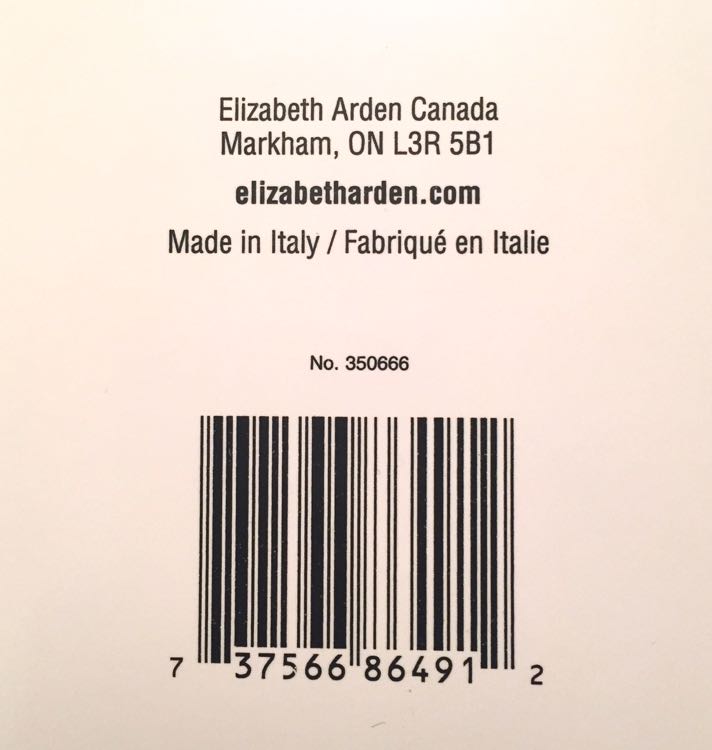 Elizabeth Arden Canada
Markham, ON L3R 5B1
elizabetharden.com
Made in Italy / Fabriqué en Italie
No. 350666
7 37566 86491 2